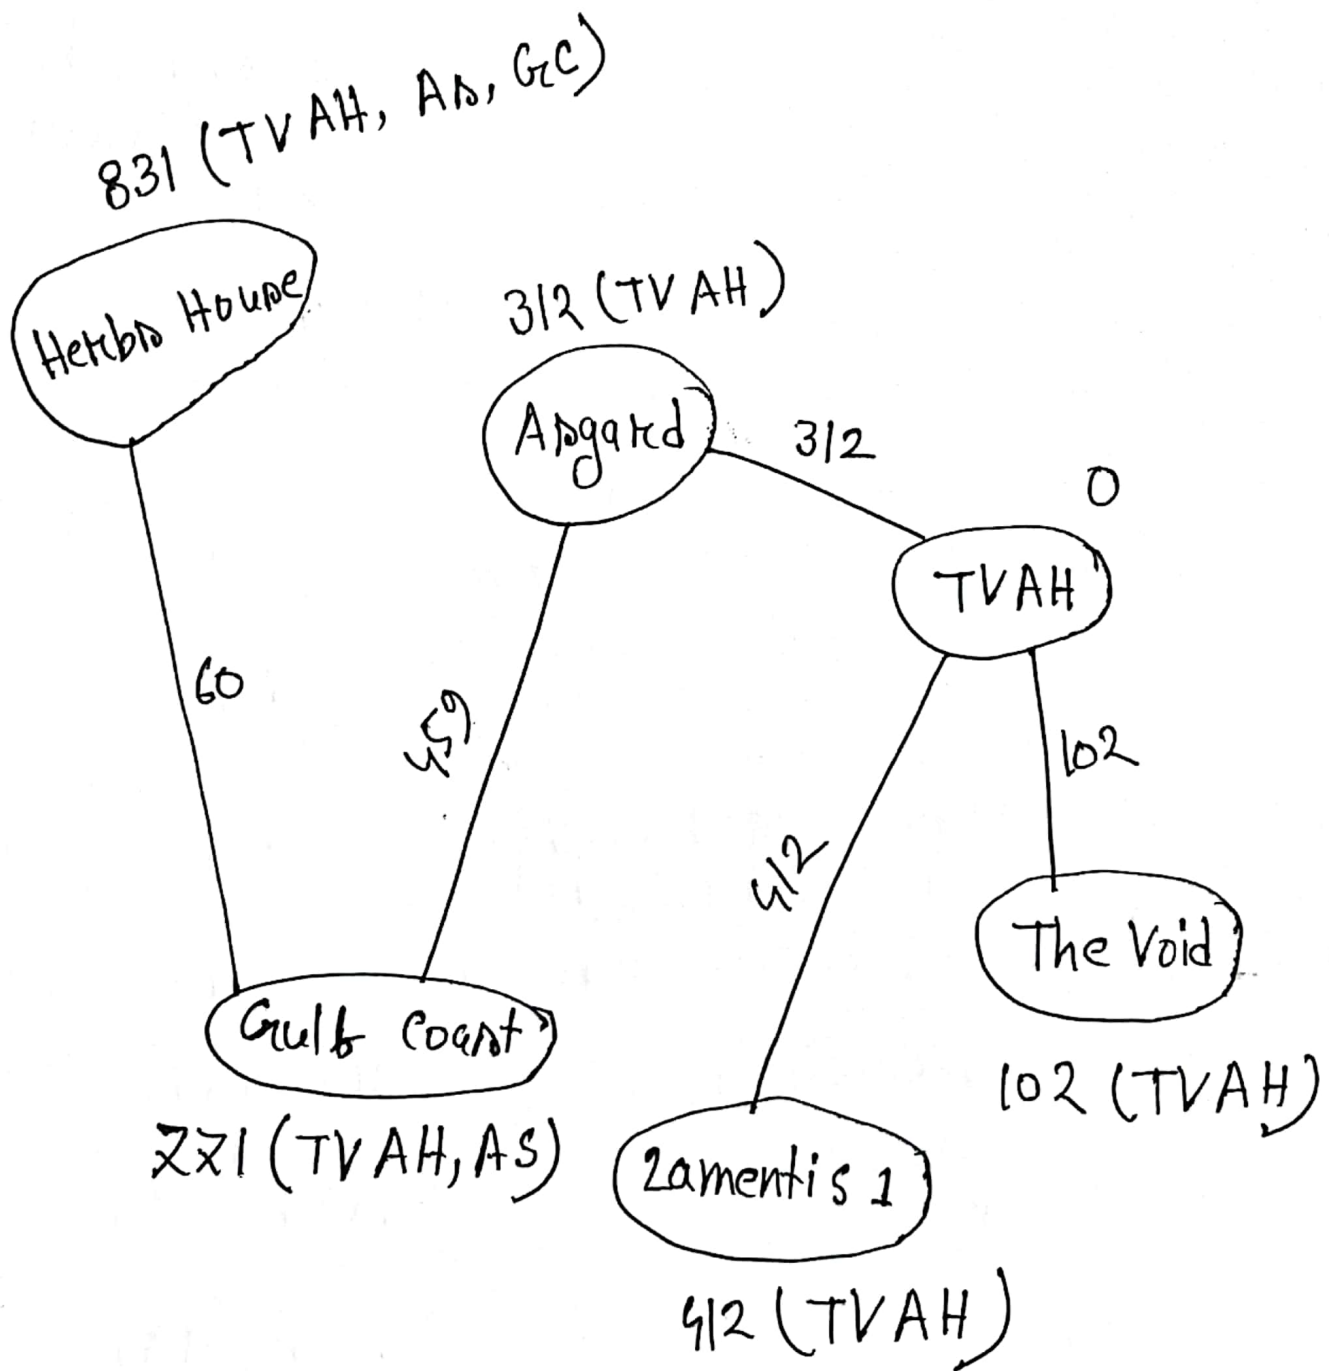 831 (TVAH, As, GC)
Herbs House
312 (TVAH)
Asgard
312
0
TVAH
60
459
102
412
The Void
Gulf Coast
102 (TVAH)
771 (TVAH, AS)
Lamentis 1
412 (TVAH)